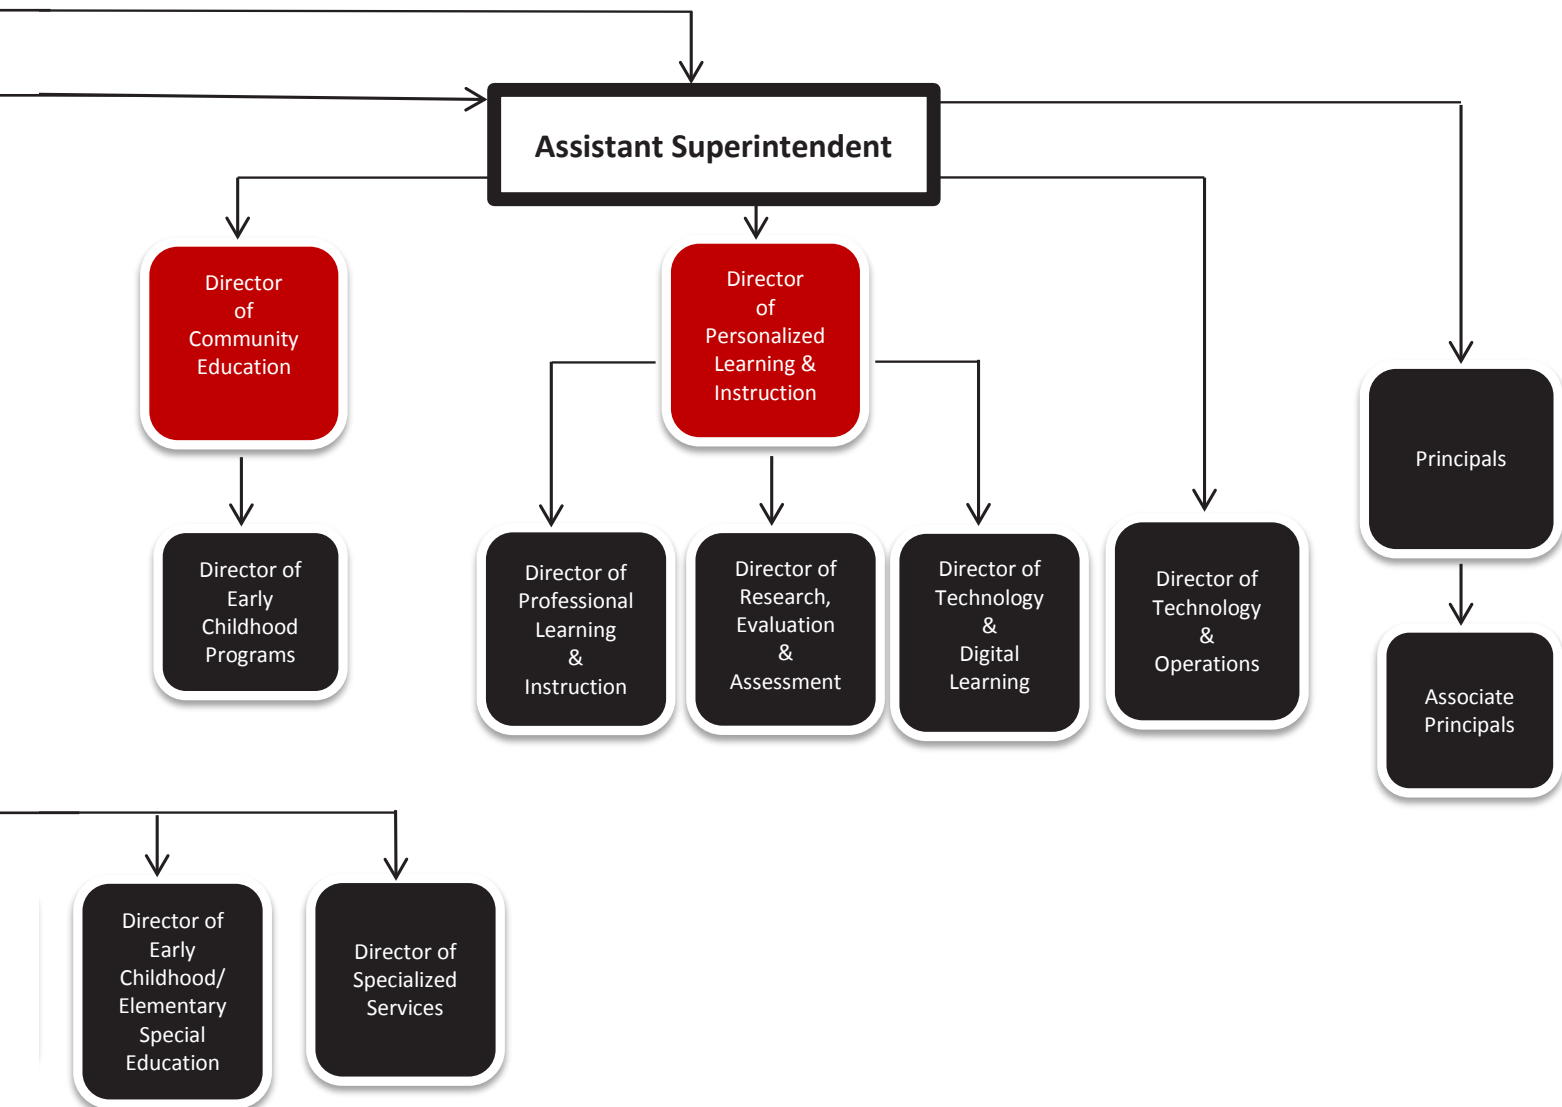 Assistant Superintendent
Director
of
Community
Education
Director
of
Personalized
Learning &
Instruction
Principals
Director of
Early
Childhood
Programs
Director of
Professional
Learning
&
Instruction
Director of
Research,
Evaluation
&
Assessment
Director of
Technology
&
Digital
Learning
Director of
Technology
&
Operations
Associate
Principals
Director of
Early
Childhood/
Elementary
Special
Education
Director of
Specialized
Services